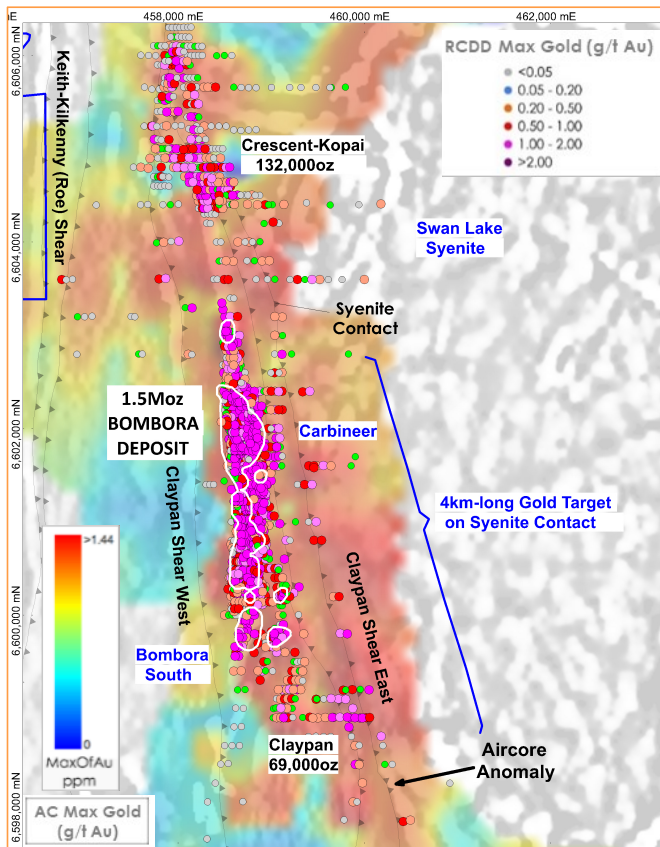 458,000 mE
460,000 mE
462,000 mE
6,606,000 mN
6,604,000 mN
6,602,000 mN
6,600,000 mN
6,598,000 mN
RCDD Max Gold (g/t Au)
<0.05
0.05 - 0.20
0.20 - 0.50
0.50 - 1.00
1.00 - 2.00
>2.00
Keith-Kilkenny (Roe) Shear
Crescent-Kopai
132,000oz
Swan Lake
Syenite
Syenite
Contact
1.5Moz
BOMBORA
DEPOSIT
Carbineer
4km-long Gold Target
on Syenite Contact
Claypan Shear West
Claypan Shear East
Bombora
South
Claypan
69,000oz
Aircore
Anomaly
>1.44
0
MaxOfAu
ppm
AC Max Gold
(g/t Au)